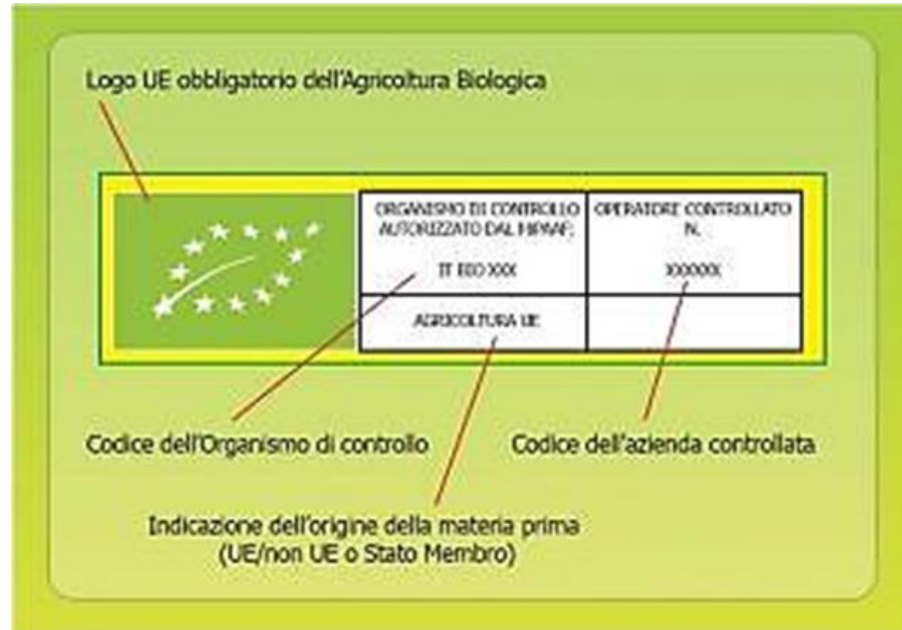 Logo UE obbligatorio dell'Agricoltura Biologica
ORGANISMO DI CONTROLLO
AUTORIZZATO DAL MIPAAF:
IT BIO XXX
OPERATORE CONTROLLATO
N.
XXXXXX
AGRICOLTURA UE
Codice dell'Organismo di controllo
Codice dell'azienda controllata
Indicazione dell'origine della materia prima
(UE/non UE o Stato Membro)